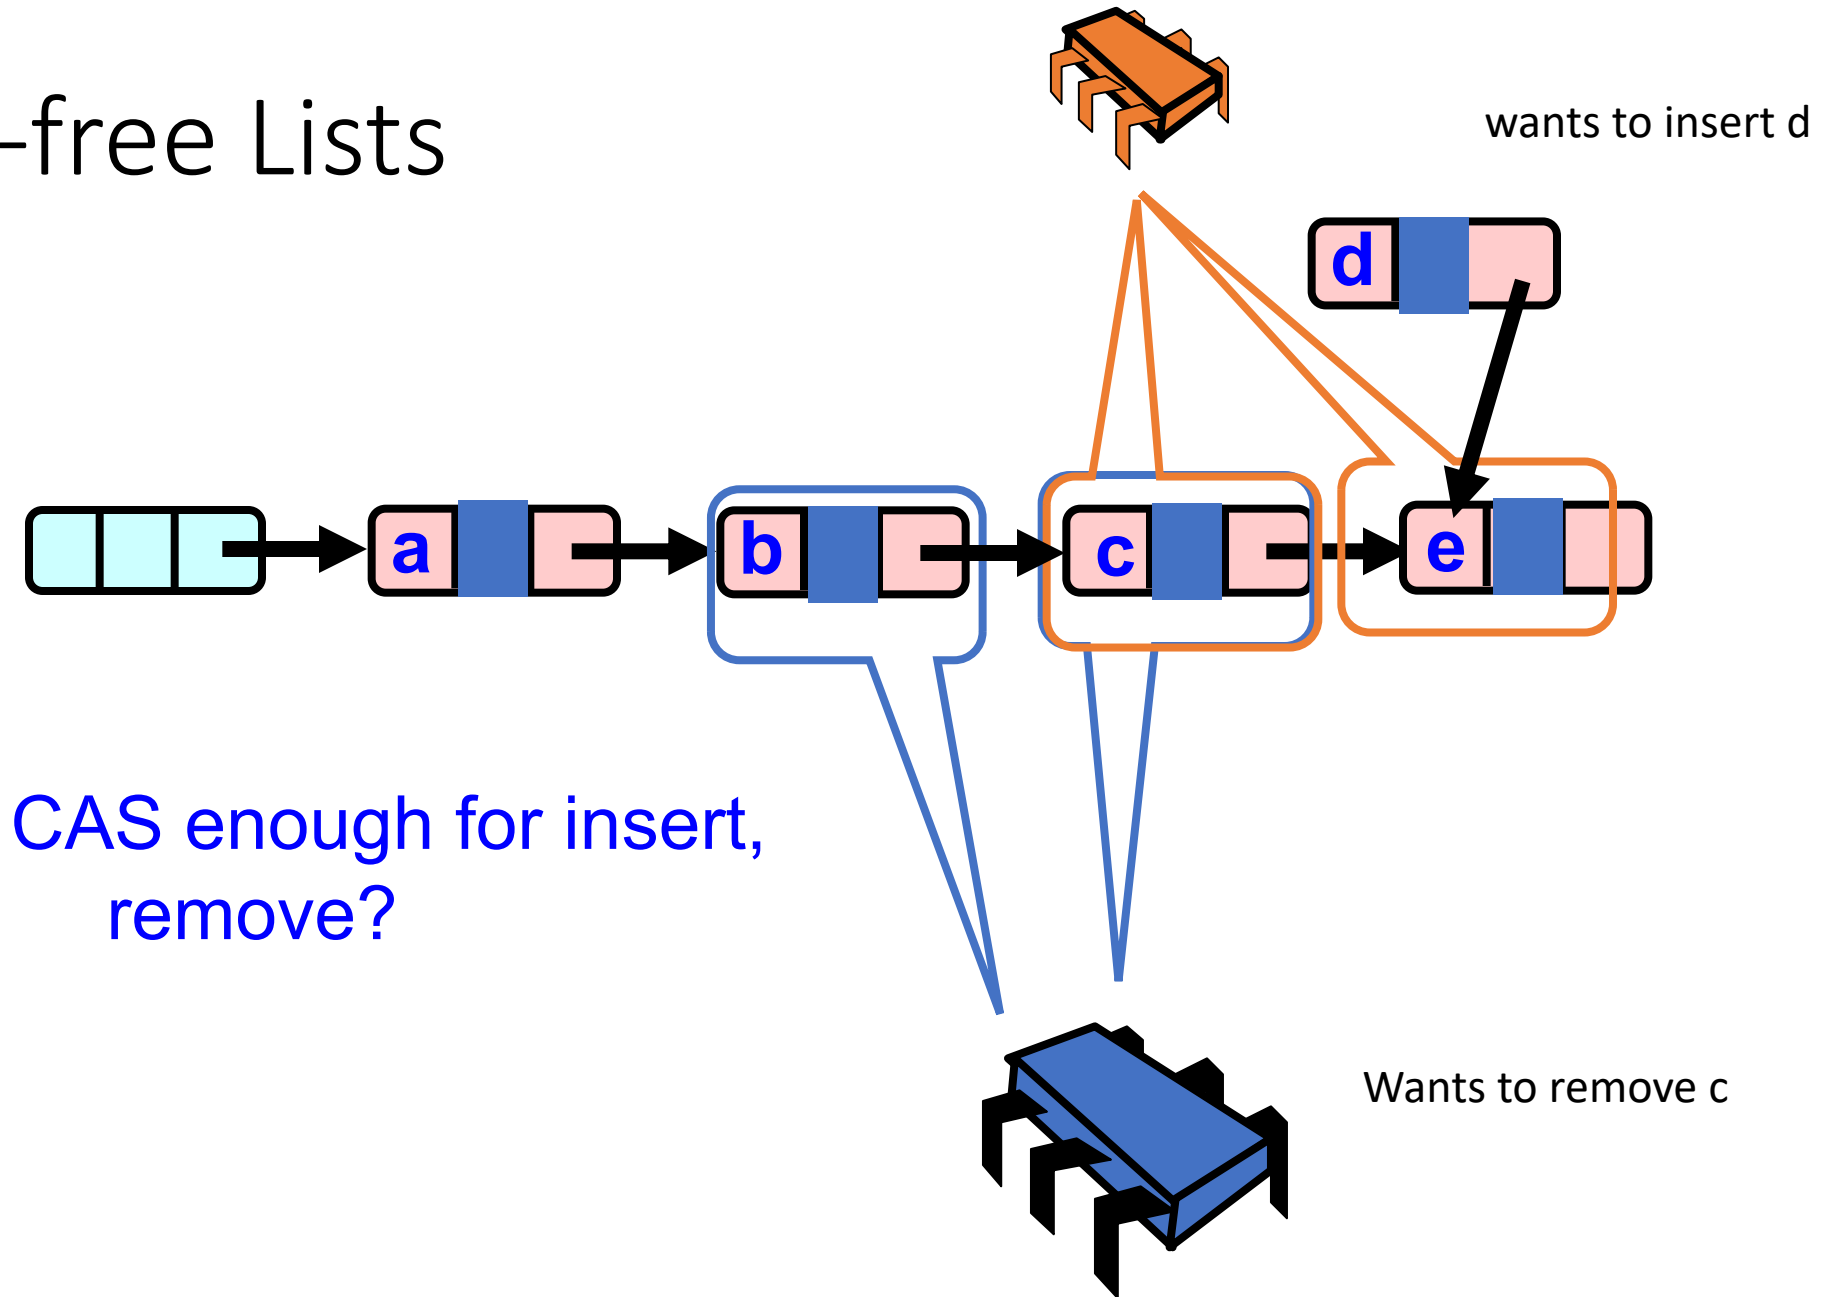 -free Lists
wants to insert d
d
a
b
c
e
CAS enough for insert,
remove?
Wants to remove c